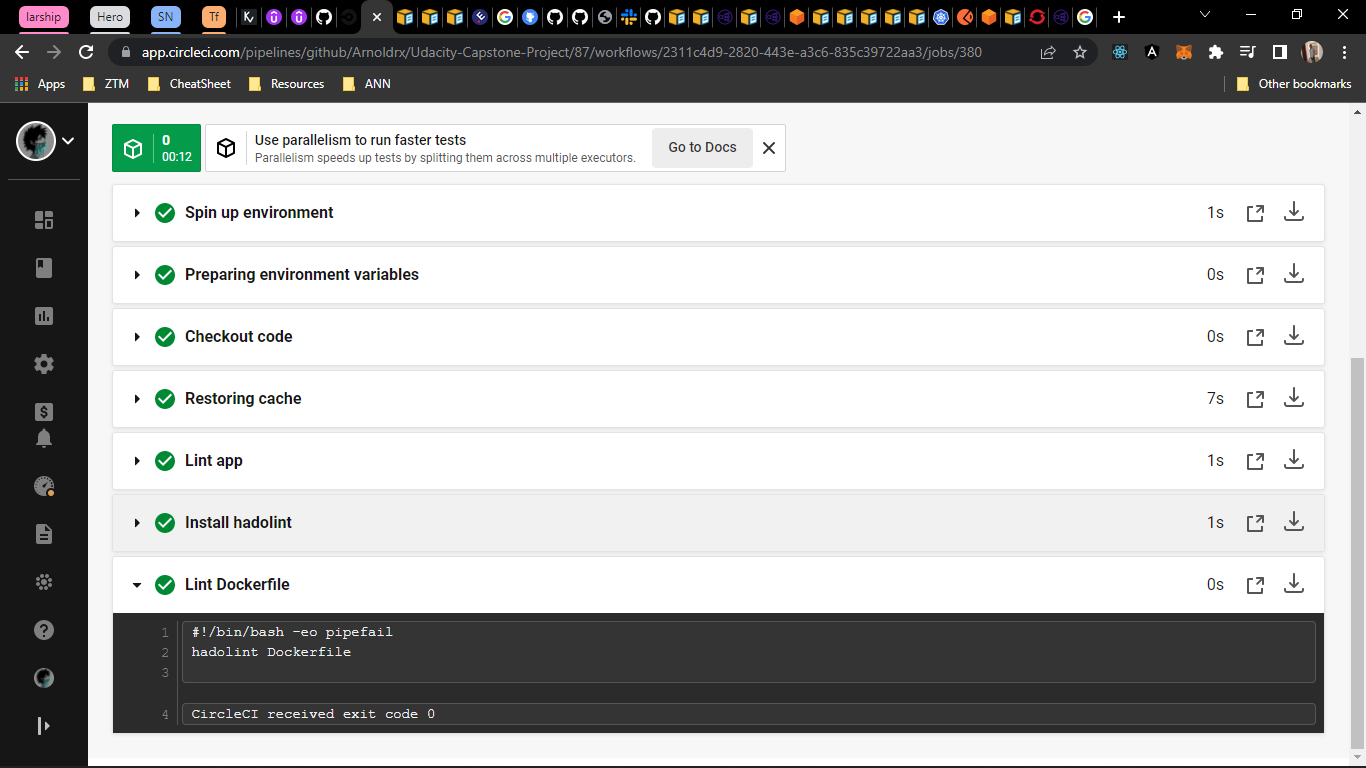 larship
Hero
SN
Tf
app.circleci.com/pipelines/github/Arnoldrx/Udacity-Capstone-Project/87/workflows/2311c4d9-2820-443e-a3c6-835c39722aa3/jobs/380
Apps
ZTM
CheatSheet
Resources
ANN
Other bookmarks
0
00:12
Use parallelism to run faster tests
Parallelism speeds up tests by splitting them across multiple executors.
Go to Docs
Spin up environment
1s
Preparing environment variables
0s
Checkout code
0s
Restoring cache
7s
Lint app
1s
Install hadolint
1s
Lint Dockerfile
0s
1 #!/bin/bash -eo pipefail
2 hadolint Dockerfile
3
4 CircleCI received exit code 0